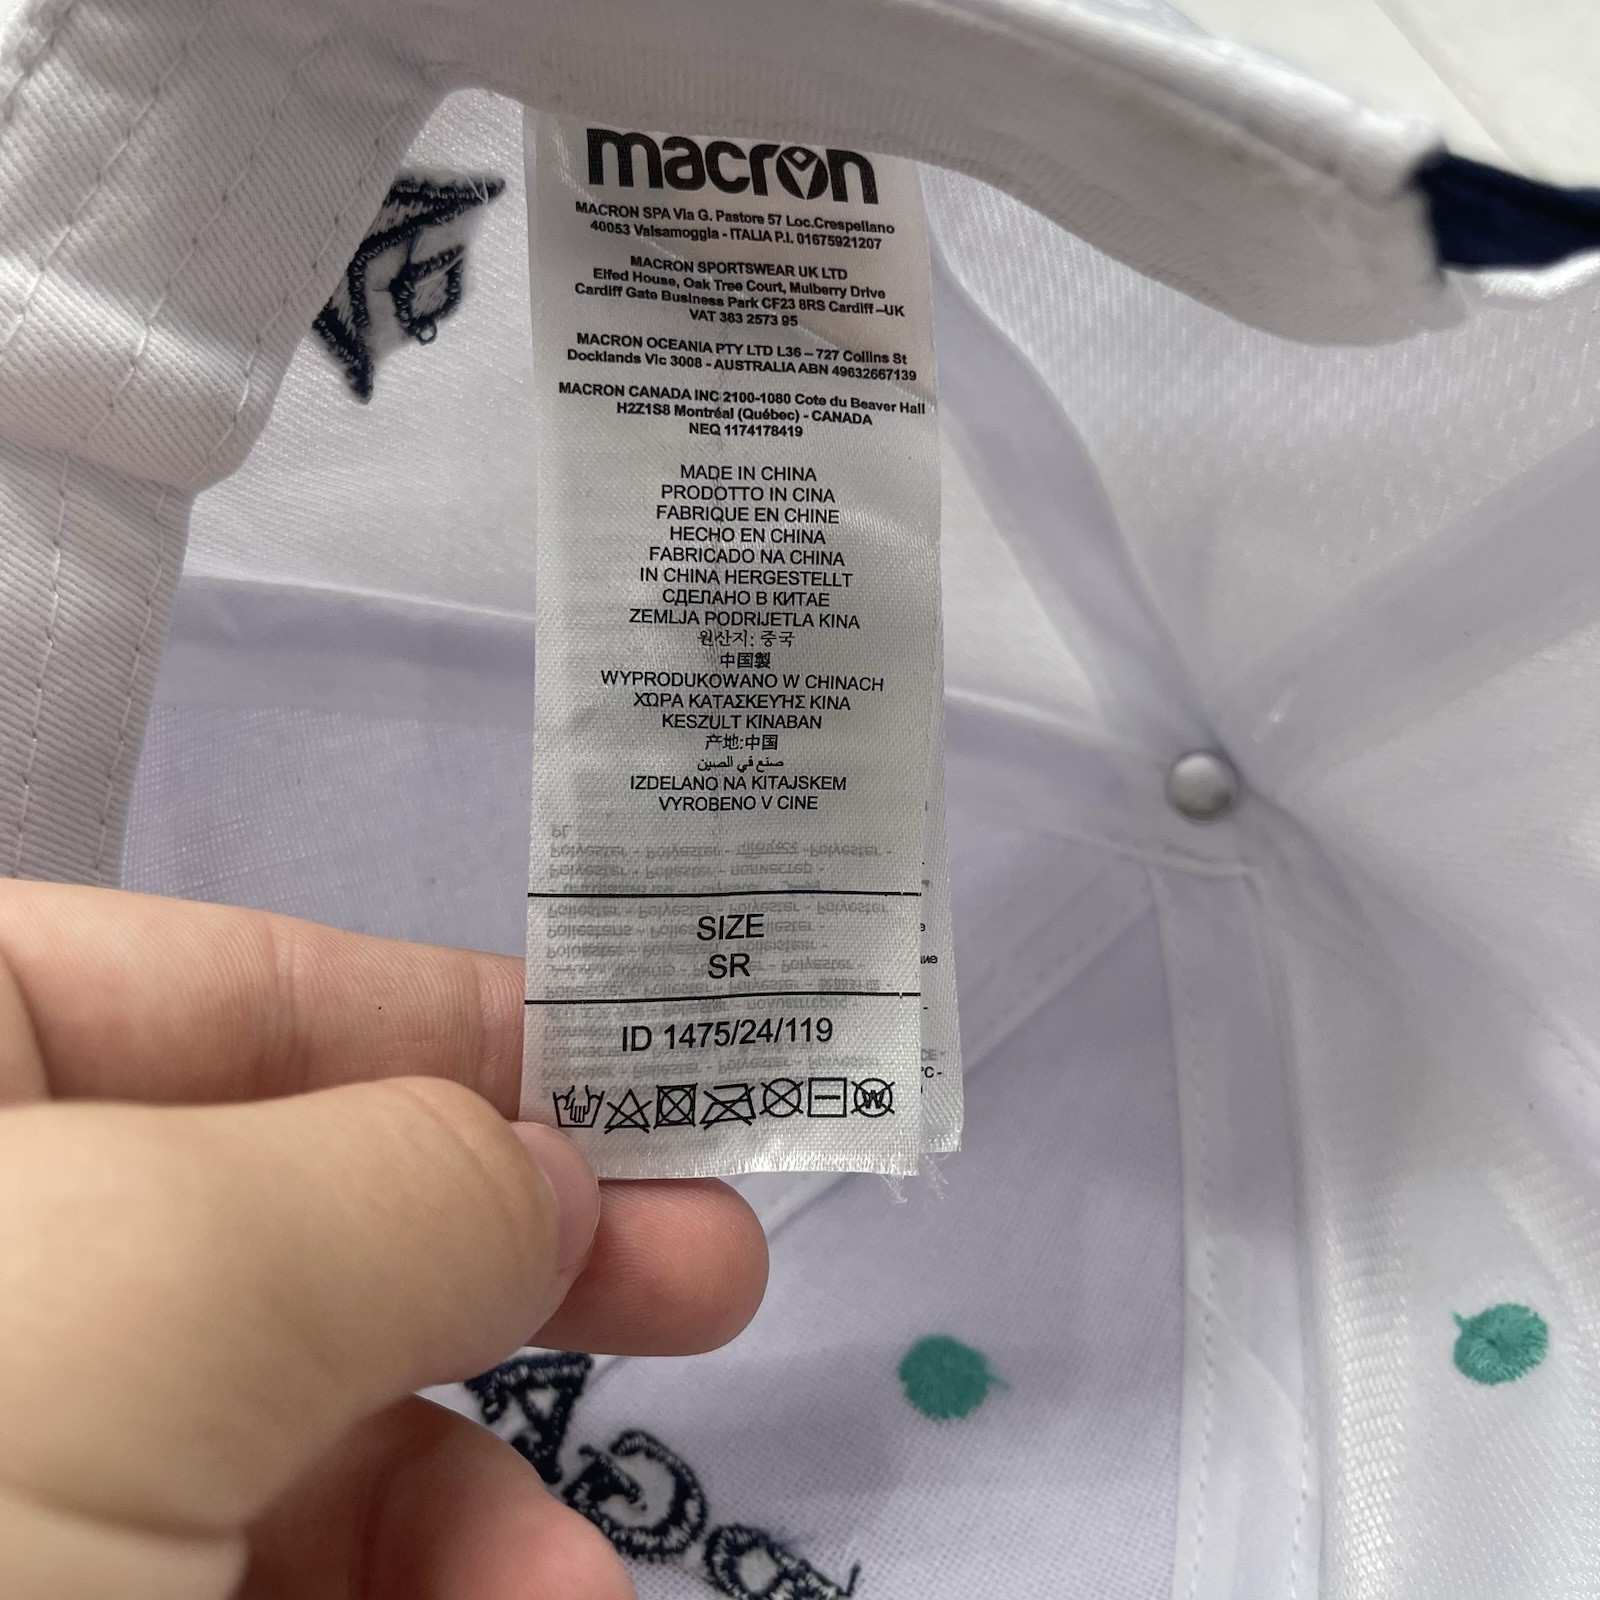 macron
MACRON SPA Via G. Pastore 57 Loc.Crespellano
40053 Valsamoggia - ITALIA P.I. 01675921207
MACRON SPORTSWEAR UK LTD
Elfed House, Oak Tree Court, Mulberry Drive
Cardiff Gate Business Park CF23 8RS Cardiff –UK
VAT 363 2573 95
MACRON OCEANIA PTY LTD L36 – 727 Collins St
Docklands Vic 3008 - AUSTRALIA ABN 49632667139
MACRON CANADA INC 2100-1080 Cote du Beaver Hall
H2Z1S8 Montréal (Québec) - CANADA
NEQ 1174178419
MADE IN CHINA
PRODOTTO IN CINA
FABRIQUE EN CHINE
HECHO EN CHINA
FABRICADO NA CHINA
IN CHINA HERGESTELLT
СДЕЛАНО В КИТАЕ
ZEMLJA PODRIJETLA KINA
원산지: 중국
中国製
WYPRODUKOWANO W CHINACH
ΧΩΡΑ ΚΑΤΑΣΚΕΥΉΣ ΚΙΝΑ
KESZULT KINABAN
产地:中国
صنع في الصين
IZDELANO NA KITAJSKEM
VYROBENO V CINE
SIZE
SR
ID 1475/24/119